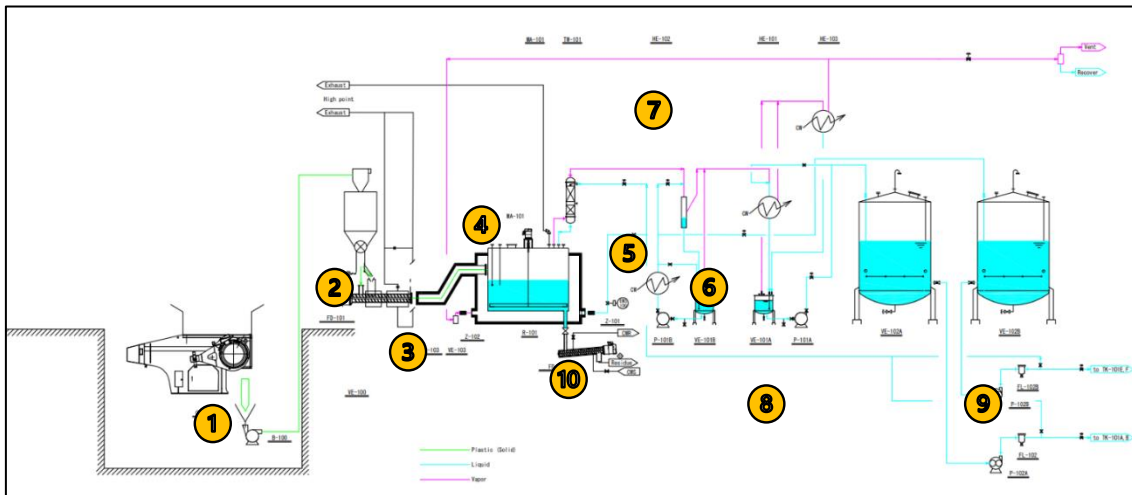 MA-101
TW-101
HE-102
HE-101
HE-103
Vent
Recover
Exhaust
High point
Exhaust
7
CW
4
MA-101
5
CW
CW
2
6
FD-101
3
Z-102
R-101
Z-101
P-101B
VE-101B
VE-101A
P-101A
VE-102A
VE-102B
-103
VE-103
CWR
Residue
CWS
10
1
VE-100
8
9
B-100
FL-102B
P-102B
to TK-101E,F
FL-102
P-102A
to TK-101A,B
Plastic (Solid)
Liquid
Vapor